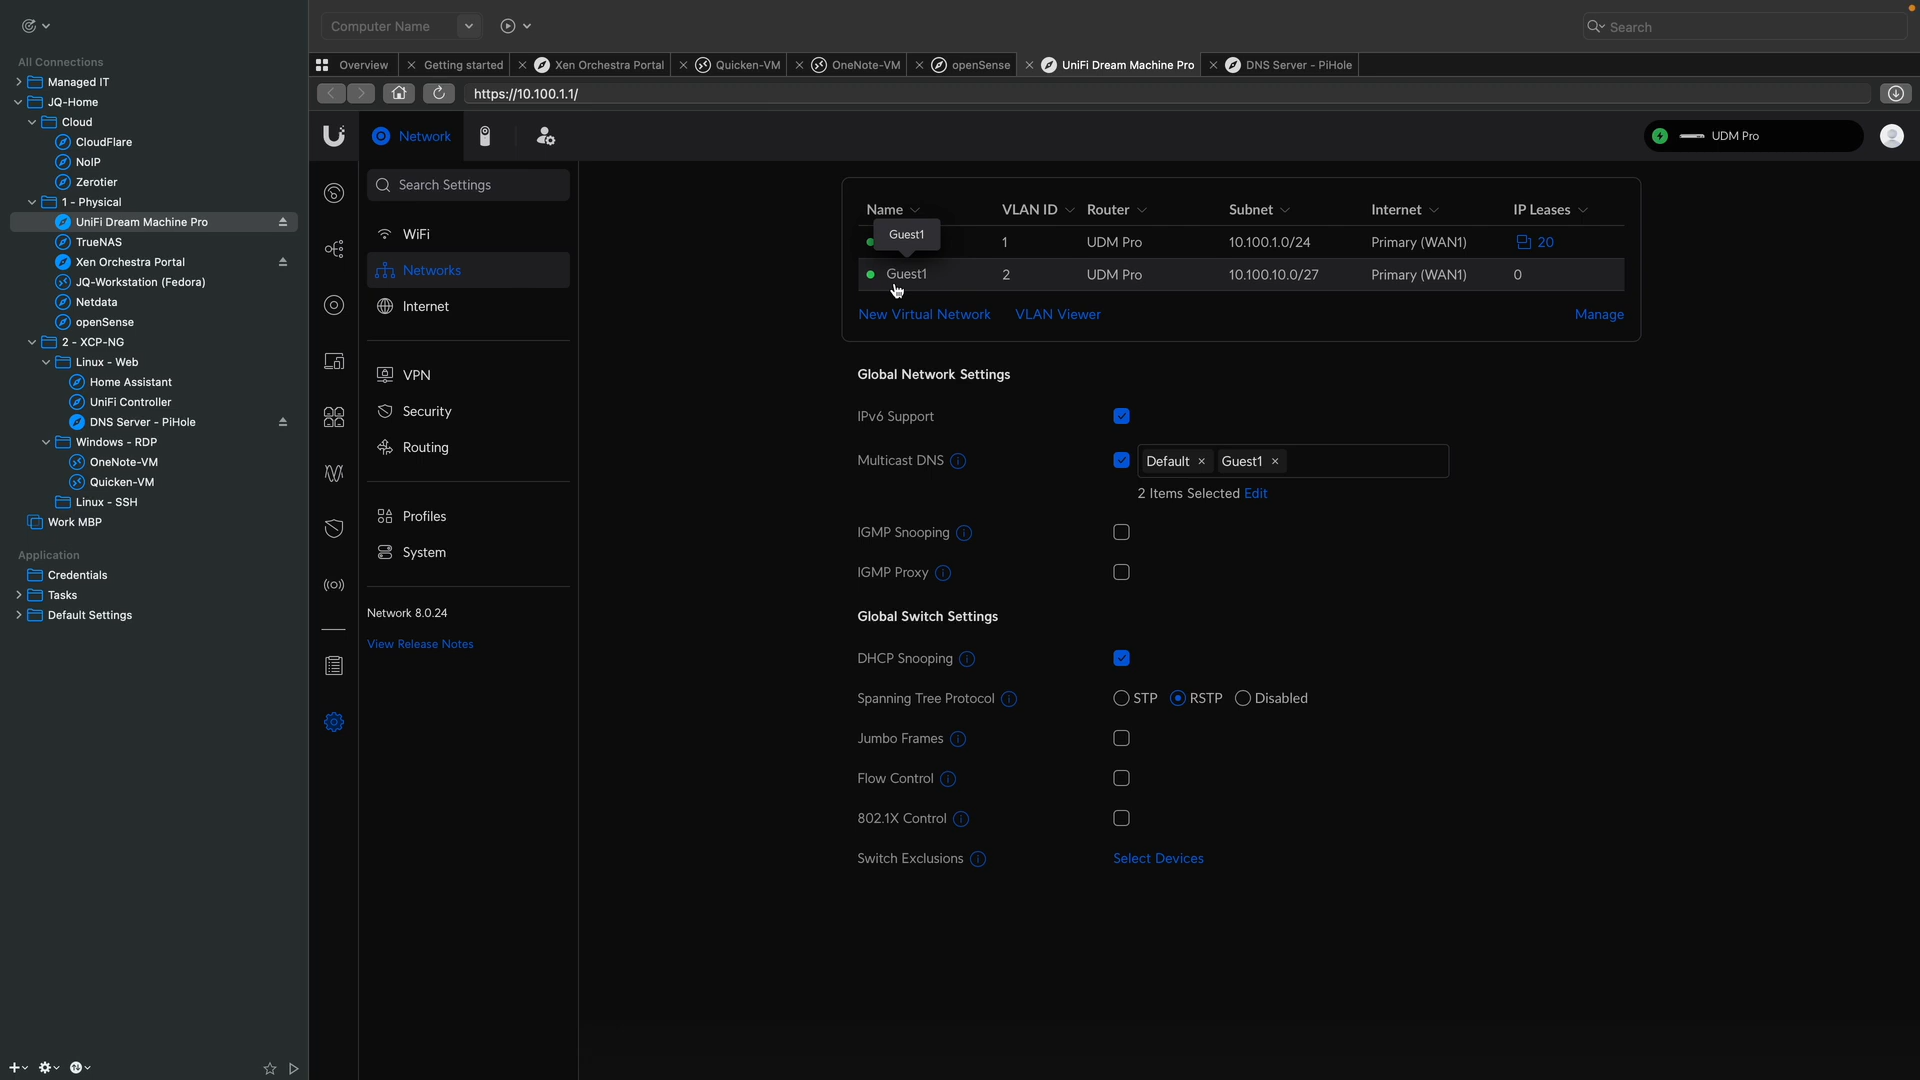 Computer Name
Search
All Connections
Managed IT
JQ-Home
Cloud
CloudFlare
NoIP
Zerotier
1 - Physical
UniFi Dream Machine Pro
TrueNAS
Xen Orchestra Portal
JQ-Workstation (Fedora)
Netdata
openSense
2 - XCP-NG
Linux - Web
Home Assistant
UniFi Controller
DNS Server - PiHole
Windows - RDP
OneNote-VM
Quicken-VM
Linux - SSH
Work MBP
Application
Credentials
Tasks
Default Settings
Overview
Getting started
Xen Orchestra Portal
Quicken-VM
OneNote-VM
openSense
UniFi Dream Machine Pro
DNS Server - PiHole
https://10.100.1.1/
Network
UDM Pro
Search Settings
WiFi
Networks
Internet
VPN
Security
Routing
Profiles
System
Network 8.0.24
View Release Notes
Name VLAN ID Router Subnet Internet IP Leases
Guest1
1 UDM Pro 10.100.1.0/24 Primary (WAN1) 20
Guest1 2 UDM Pro 10.100.10.0/27 Primary (WAN1) 0
New Virtual Network VLAN Viewer Manage
Global Network Settings
IPv6 Support
Multicast DNS Default Guest1
2 Items Selected Edit
IGMP Snooping
IGMP Proxy
Global Switch Settings
DHCP Snooping
Spanning Tree Protocol STP RSTP Disabled
Jumbo Frames
Flow Control
802.1X Control
Switch Exclusions Select Devices